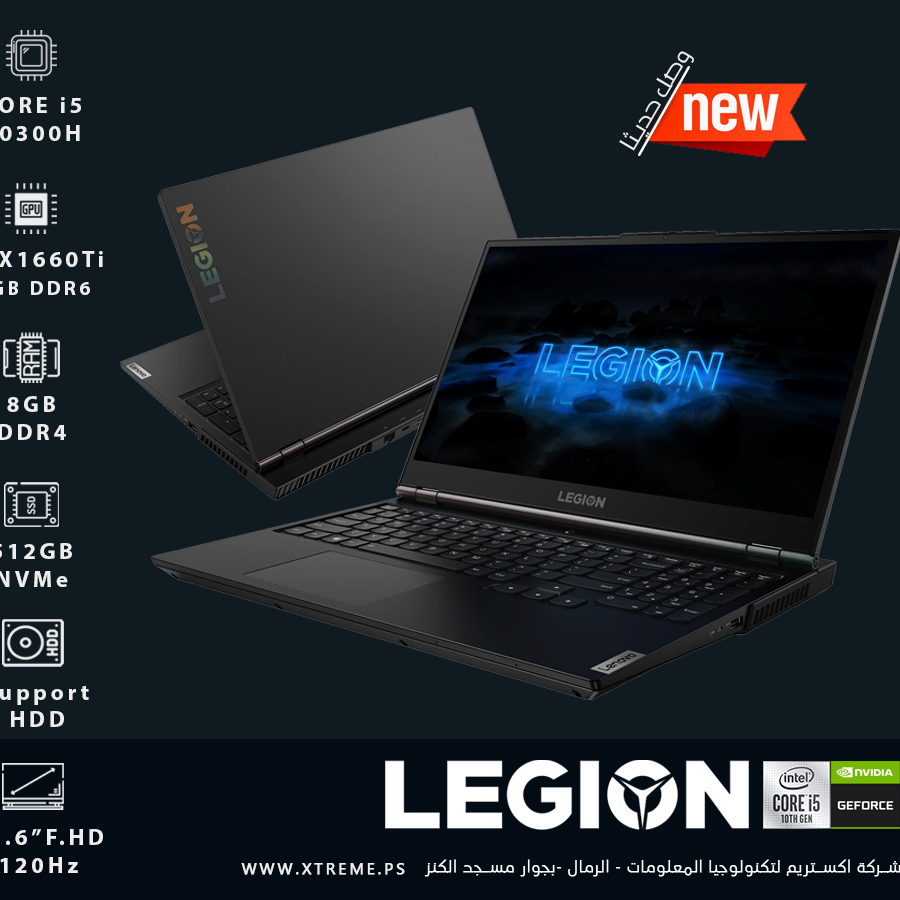 ORE i5
0300H
GPU
X1660Ti
GB DDR6
RAM
8GB
DDR4
SSD
512GB
NVMe
HDD
upport
HDD
.6”F.HD
120Hz
وصل حديثا
new
LEGION
Lenovo
LEGION
LEGION
Lenovo
LEGION
intel
CORE i5
10TH GEN
NVIDIA
GEFORCE
WWW.XTREME.PS
شركة اكستريم لتكنولوجيا المعلومات - الرمال -بجوار مسجد الكنز